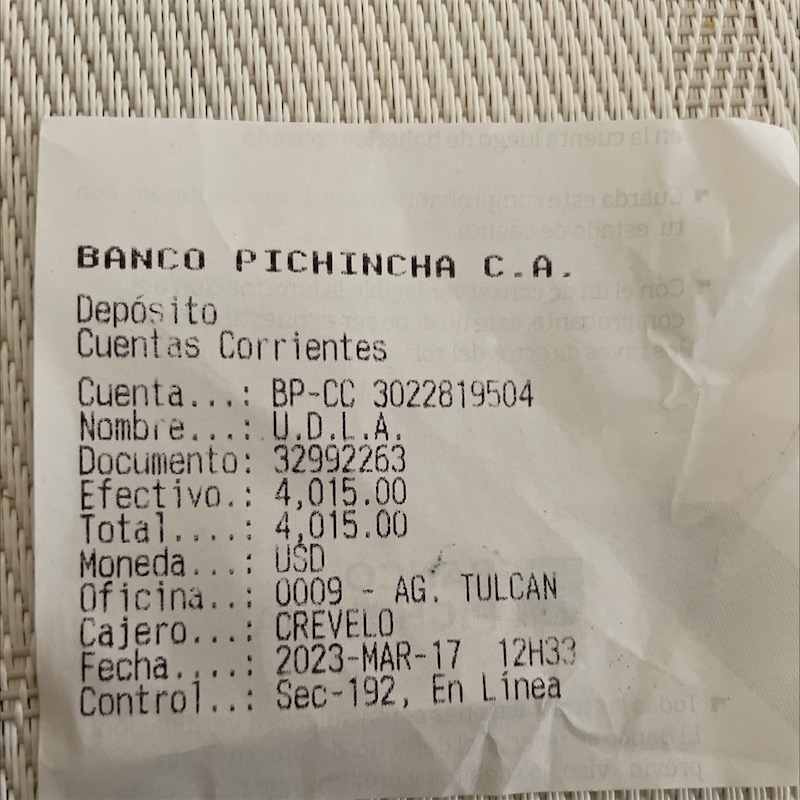 BANCO PICHINCHA C.A.
Depósito
Cuentas Corrientes
Cuenta...: BP-CC 3022819504
Nombre...: U.D.L.A.
Documento: 32992263
Efectivo.: 4,015.00
Total....: 4,015.00
Moneda...: USD
Oficina..: 0009 - AG. TULCAN
Cajero...: CREVELO
Fecha....: 2023-MAR-17 12H33
Control..: Sec-192, En Línea